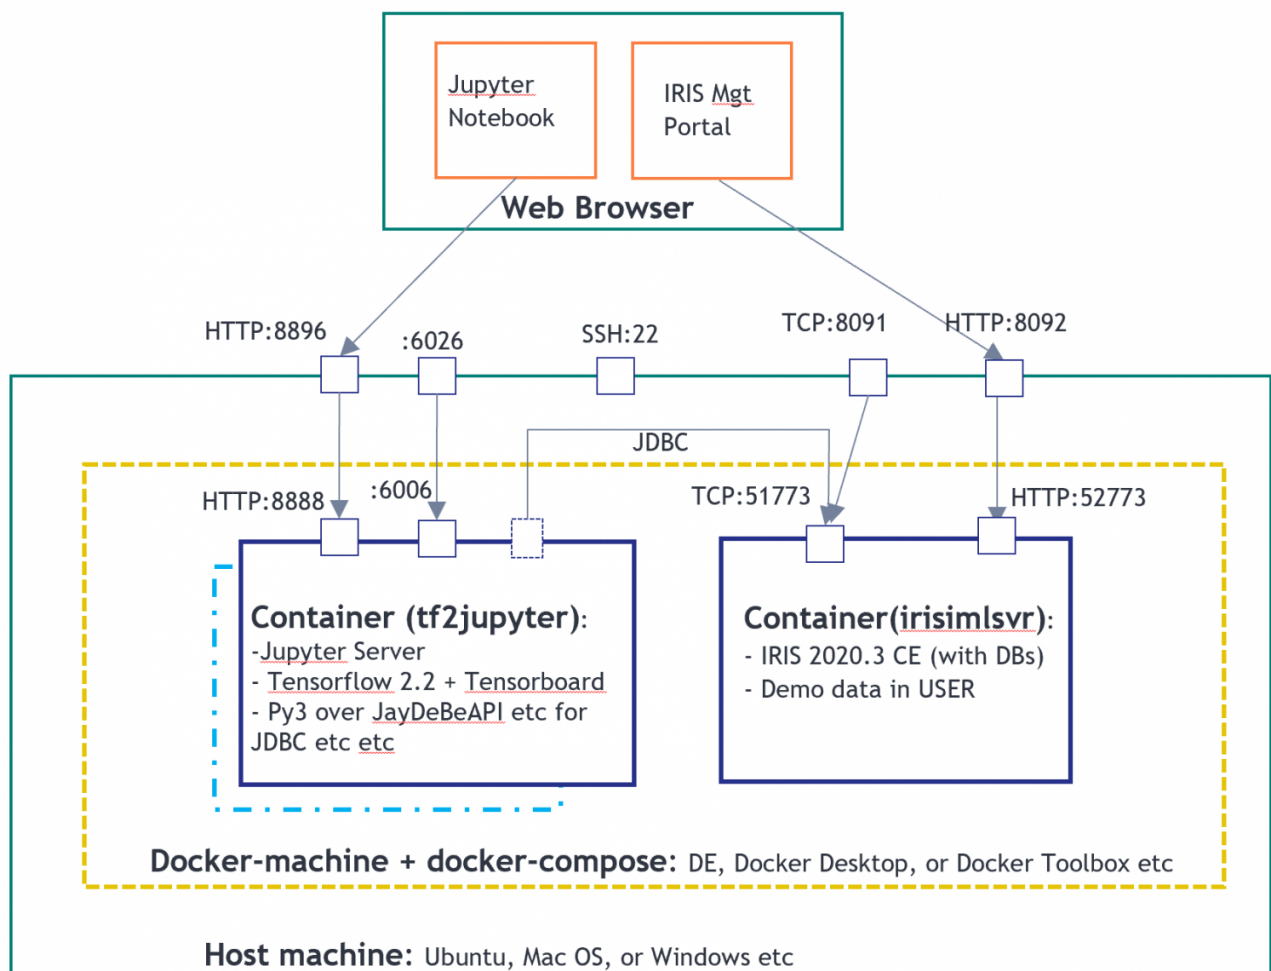 Jupyter
Notebook
IRIS Mgt
Portal
Web Browser
HTTP:8896
:6026
SSH:22
TCP:8091
HTTP:8092
JDBC
HTTP:8888
:6006
TCP:51773
HTTP:52773
Container (tf2jupyter):
-Jupyter Server
- Tensorflow 2.2 + Tensorboard
- Py3 over JayDeBeAPI etc for
JDBC etc etc
Container(irisimlsvr):
- IRIS 2020.3 CE (with DBs)
- Demo data in USER
Docker-machine + docker-compose: DE, Docker Desktop, or Docker Toolbox etc
Host machine: Ubuntu, Mac OS, or Windows etc